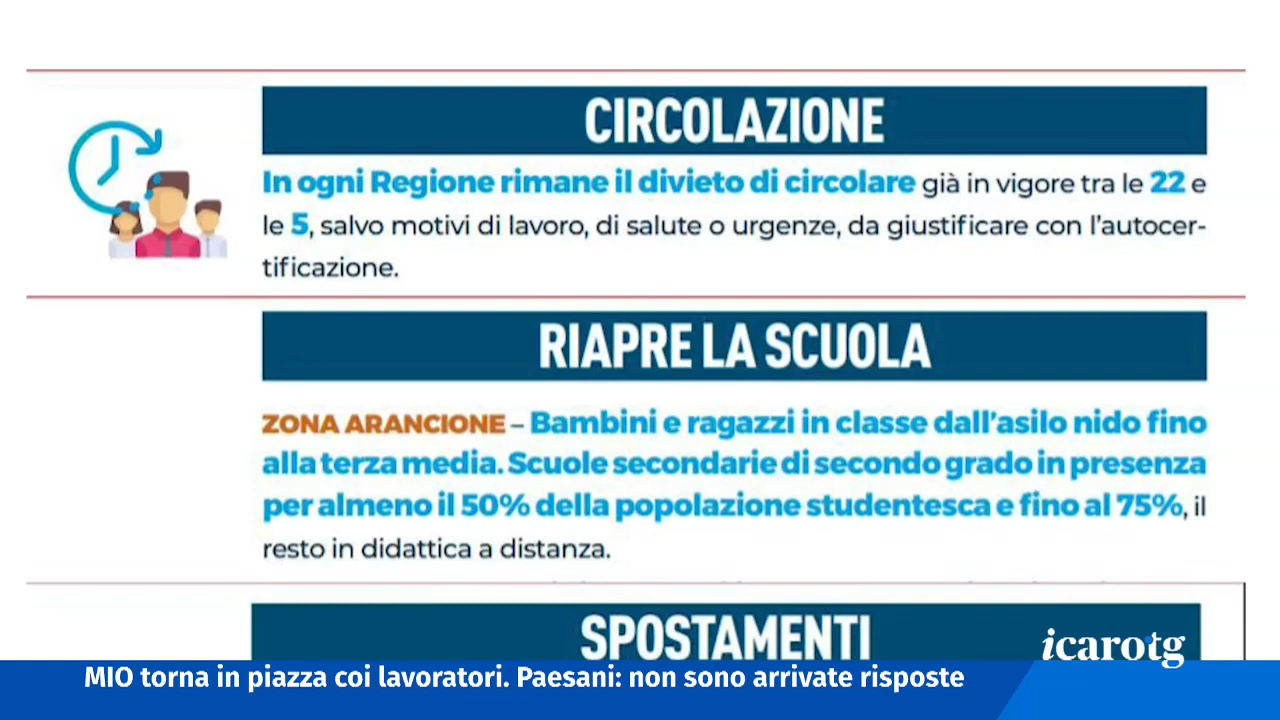 CIRCOLAZIONE
In ogni Regione rimane il divieto di circolare già in vigore tra le 22 e
le 5, salvo motivi di lavoro, di salute o urgenze, da giustificare con l'autocer-
tificazione.
RIAPRE LA SCUOLA
ZONA ARANCIONE – Bambini e ragazzi in classe dall'asilo nido fino
alla terza media. Scuole secondarie di secondo grado in presenza
per almeno il 50% della popolazione studentesca e fino al 75%, il
resto in didattica a distanza.
SPOSTAMENTI
icarotg
MIO torna in piazza coi lavoratori. Paesani: non sono arrivate risposte